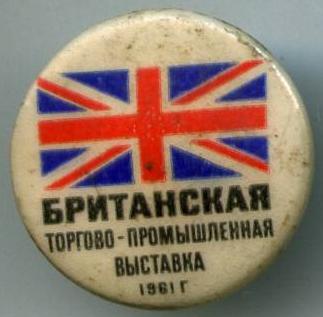 БРИТАНСКАЯ
ТОРГОВО-ПРОМЫШЛЕННАЯ
ВЫСТАВКА
1961 Г